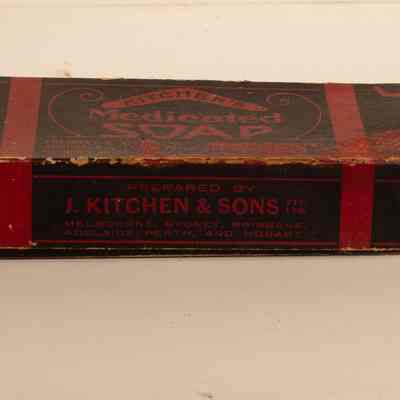 KITCHEN'S
Medicated
SOAP
PREPARED BY
J. KITCHEN & SONS PTY LTD.
MELBOURNE, SYDNEY, BRISBANE,
ADELAIDE, PERTH, AND HOBART.